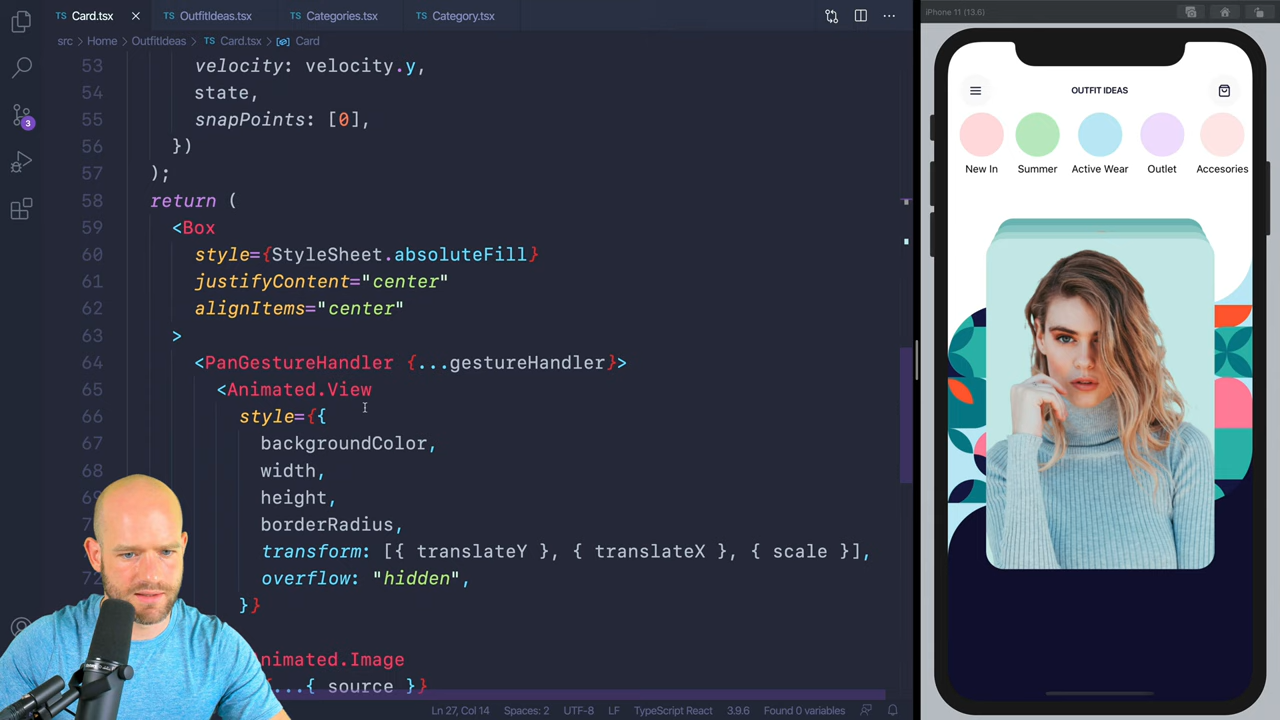 Card.tsx
OutfitIdeas.tsx
Categories.tsx
Category.tsx
src > Home > OutfitIdeas > Card.tsx > Card
53 velocity: velocity.y,
54 state,
55 snapPoints: [0],
56 })
57 );
58 return (
59 <Box
60 style={StyleSheet.absoluteFill}
61 justifyContent="center"
62 alignItems="center"
63 >
64 <PanGestureHandler {...gestureHandler}>
65 <Animated.View
66 style={{
67 backgroundColor,
68 width,
height,
borderRadius,
transform: [{ translateY }, { translateX }, { scale }],
overflow: "hidden",
}}
nimated.Image
...{ source }}
3
Ln 27, Col 14
Spaces: 2
UTF-8
LF
TypeScript React
3.9.6
Found 0 variables
iPhone 11 (13.6)
OUTFIT IDEAS
New In
Summer
Active Wear
Outlet
Accesories